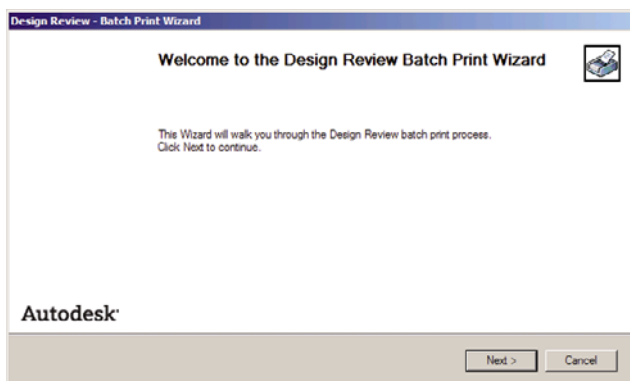 Design Review - Batch Print Wizard
Welcome to the Design Review Batch Print Wizard
This Wizard will walk you through the Design Review batch print process.
Click Next to continue.
Autodesk
Next >
Cancel